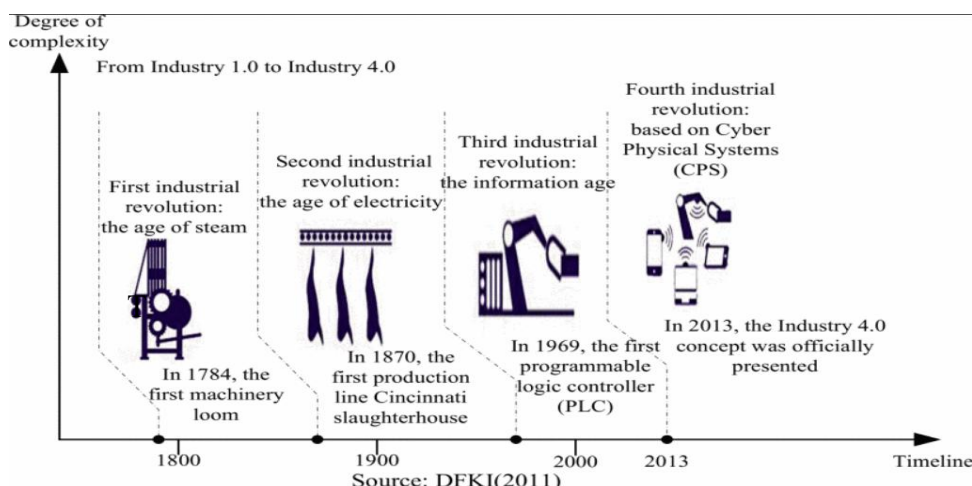 Degree of
complexity
From Industry 1.0 to Industry 4.0
First industrial
revolution:
the age of steam
In 1784, the
first machinery
loom
Second industrial
revolution:
the age of electricity
In 1870, the
first production
line Cincinnati
slaughterhouse
Third industrial
revolution:
the information age
In 1969, the first
programmable
logic controller
(PLC)
Fourth industrial
revolution:
based on Cyber
Physical Systems
(CPS)
In 2013, the Industry 4.0
concept was officially
presented
1800
1900
2000
2013
Timeline
Source: DFKI(2011)